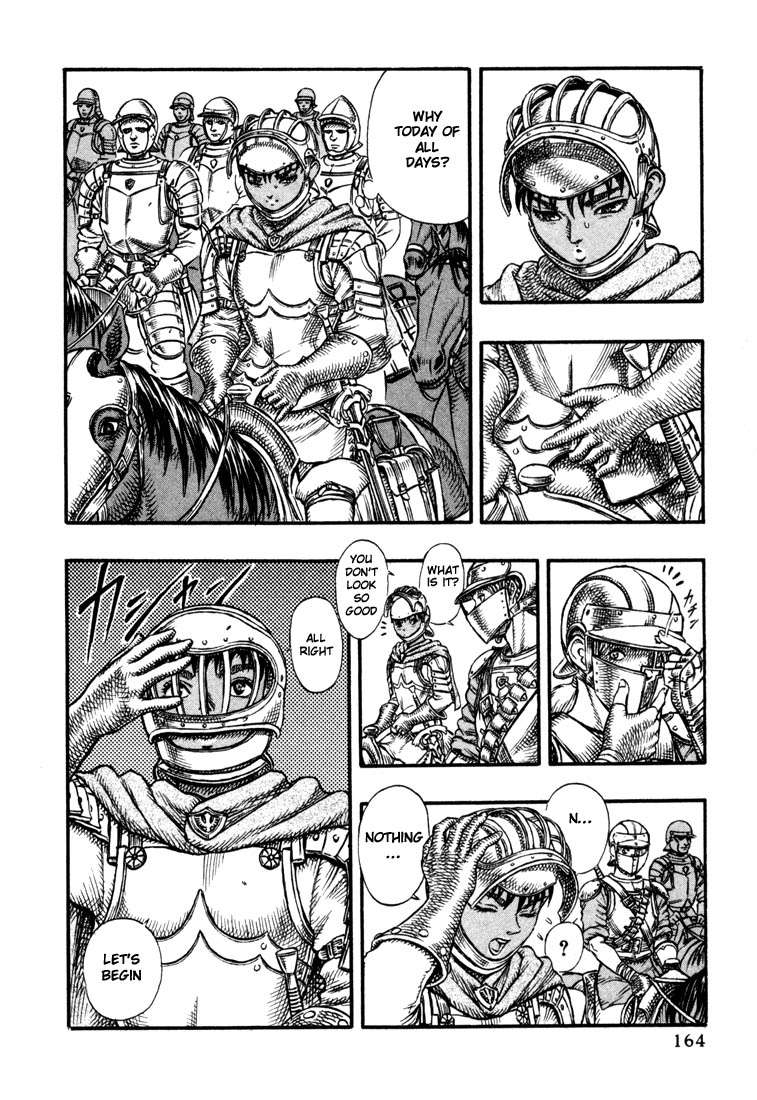 WHY
TODAY OF
ALL
DAYS?
WHAT
IS IT?
YOU
DON'T
LOOK
SO
GOOD
N...
?
NOTHING
...
ALL
RIGHT
LET'S
BEGIN
164